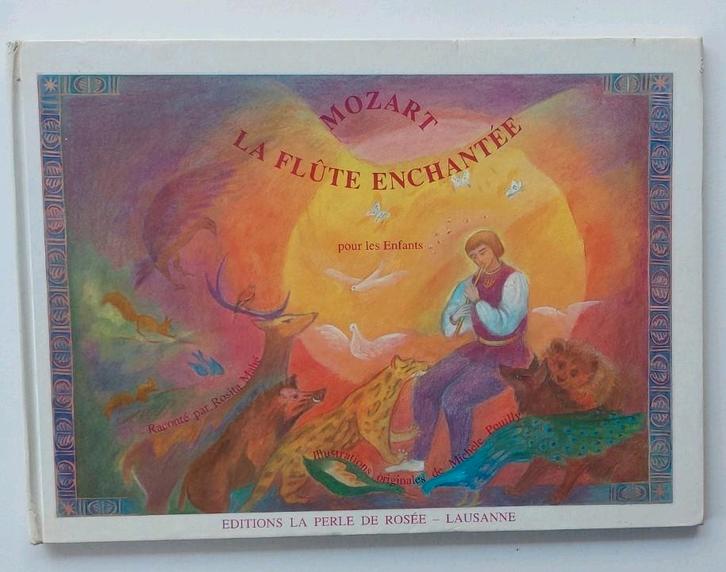 MOZART
LA FLÛTE ENCHANTÉE
pour les Enfants
Raconté par Rosita Mahé
Illustrations originales de Michèle Peuilly
EDITIONS LA PERLE DE ROSÉE – LAUSANNE